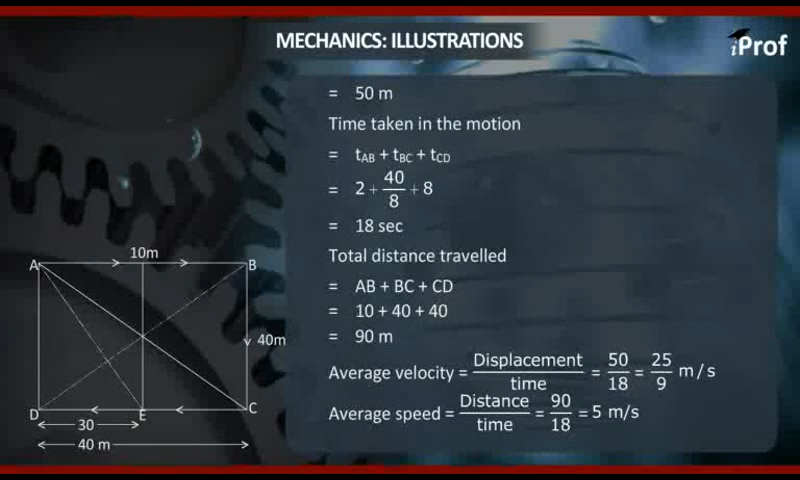 MECHANICS: ILLUSTRATIONS
iProf
= 50 m
Time taken in the motion
= tAB + tBC + tCD
= 2 + 40/8 + 8
= 18 sec
Total distance travelled
= AB + BC + CD
= 10 + 40 + 40
= 90 m
Average velocity = Displacement/time = 50/18 = 25/9 m/s
Average speed = Distance/time = 90/18 = 5 m/s
10m
A B
40m
D E C
30
40 m